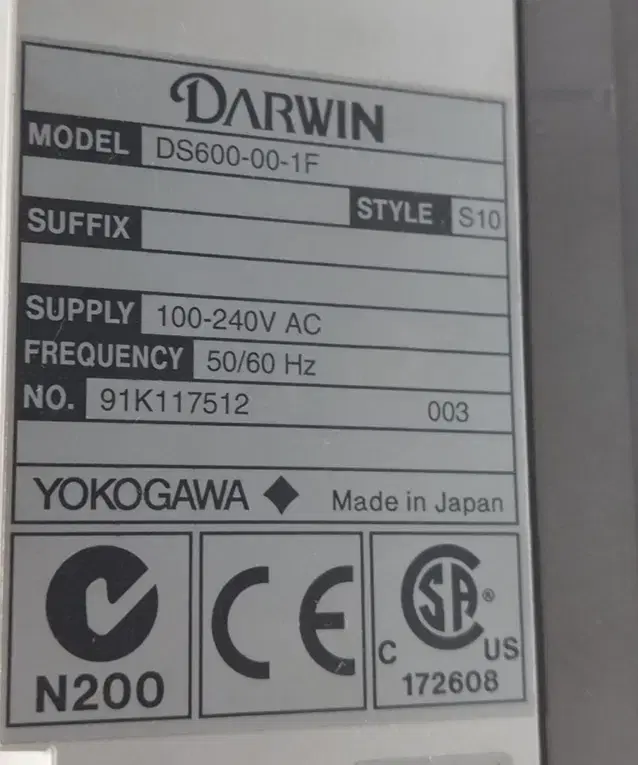 DARWIN
MODEL DS600-00-1F
STYLE S10
SUFFIX
SUPPLY 100-240V AC
FREQUENCY 50/60 Hz
NO. 91K117512 003
YOKOGAWA ◆ Made in Japan
N200
CE
CSA ®
C US
172608